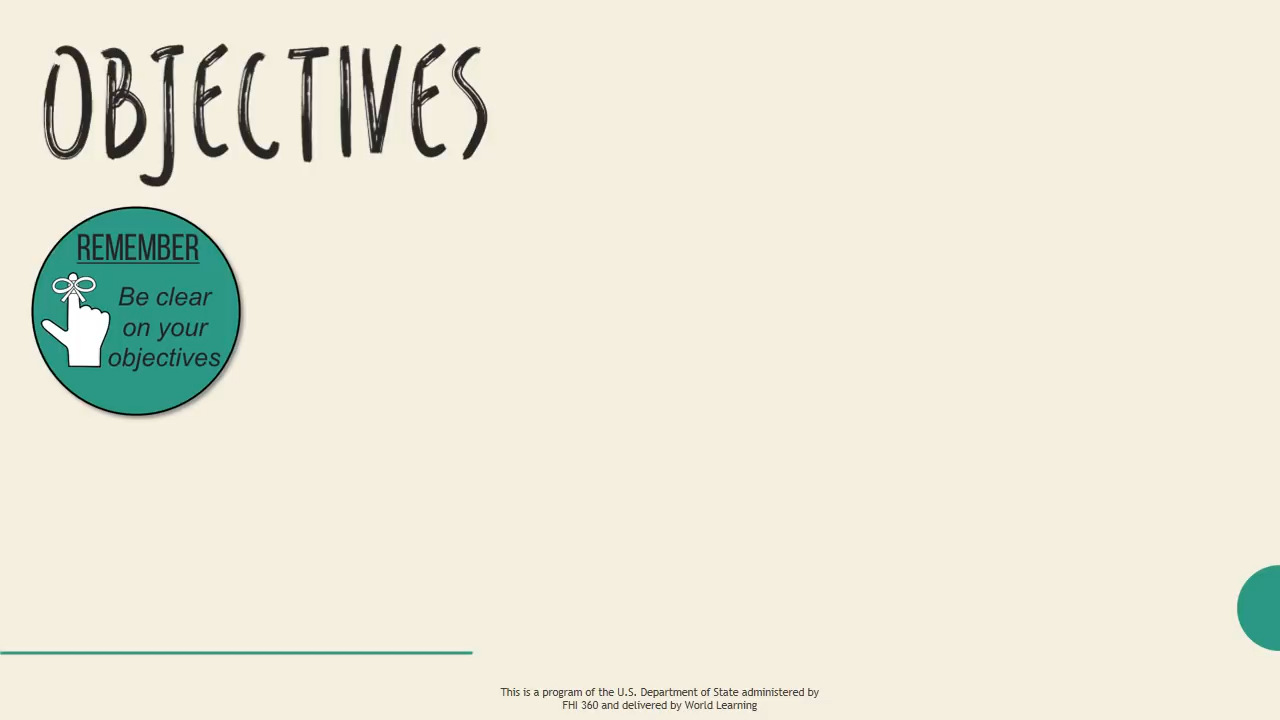 OBJECTIVES
REMEMBER
Be clear
on your
objectives
This is a program of the U.S. Department of State administered by
FHI 360 and delivered by World Learning